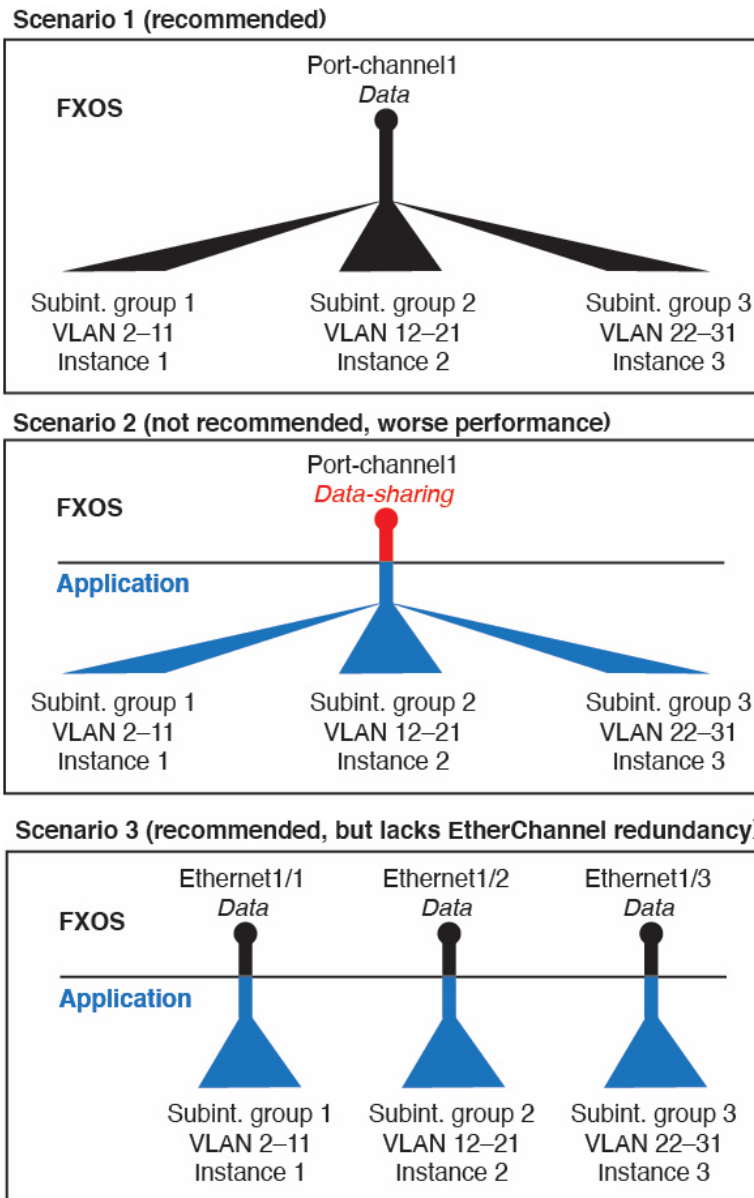 Scenario 1 (recommended)
Port-channel1
Data
FXOS
Subint. group 1
VLAN 2–11
Instance 1
Subint. group 2
VLAN 12–21
Instance 2
Subint. group 3
VLAN 22–31
Instance 3
Scenario 2 (not recommended, worse performance)
Port-channel1
Data-sharing
FXOS
Application
Subint. group 1
VLAN 2–11
Instance 1
Subint. group 2
VLAN 12–21
Instance 2
Subint. group 3
VLAN 22–31
Instance 3
Scenario 3 (recommended, but lacks EtherChannel redundancy)
Ethernet1/1
Data
Ethernet1/2
Data
Ethernet1/3
Data
FXOS
Application
Subint. group 1
VLAN 2–11
Instance 1
Subint. group 2
VLAN 12–21
Instance 2
Subint. group 3
VLAN 22–31
Instance 3